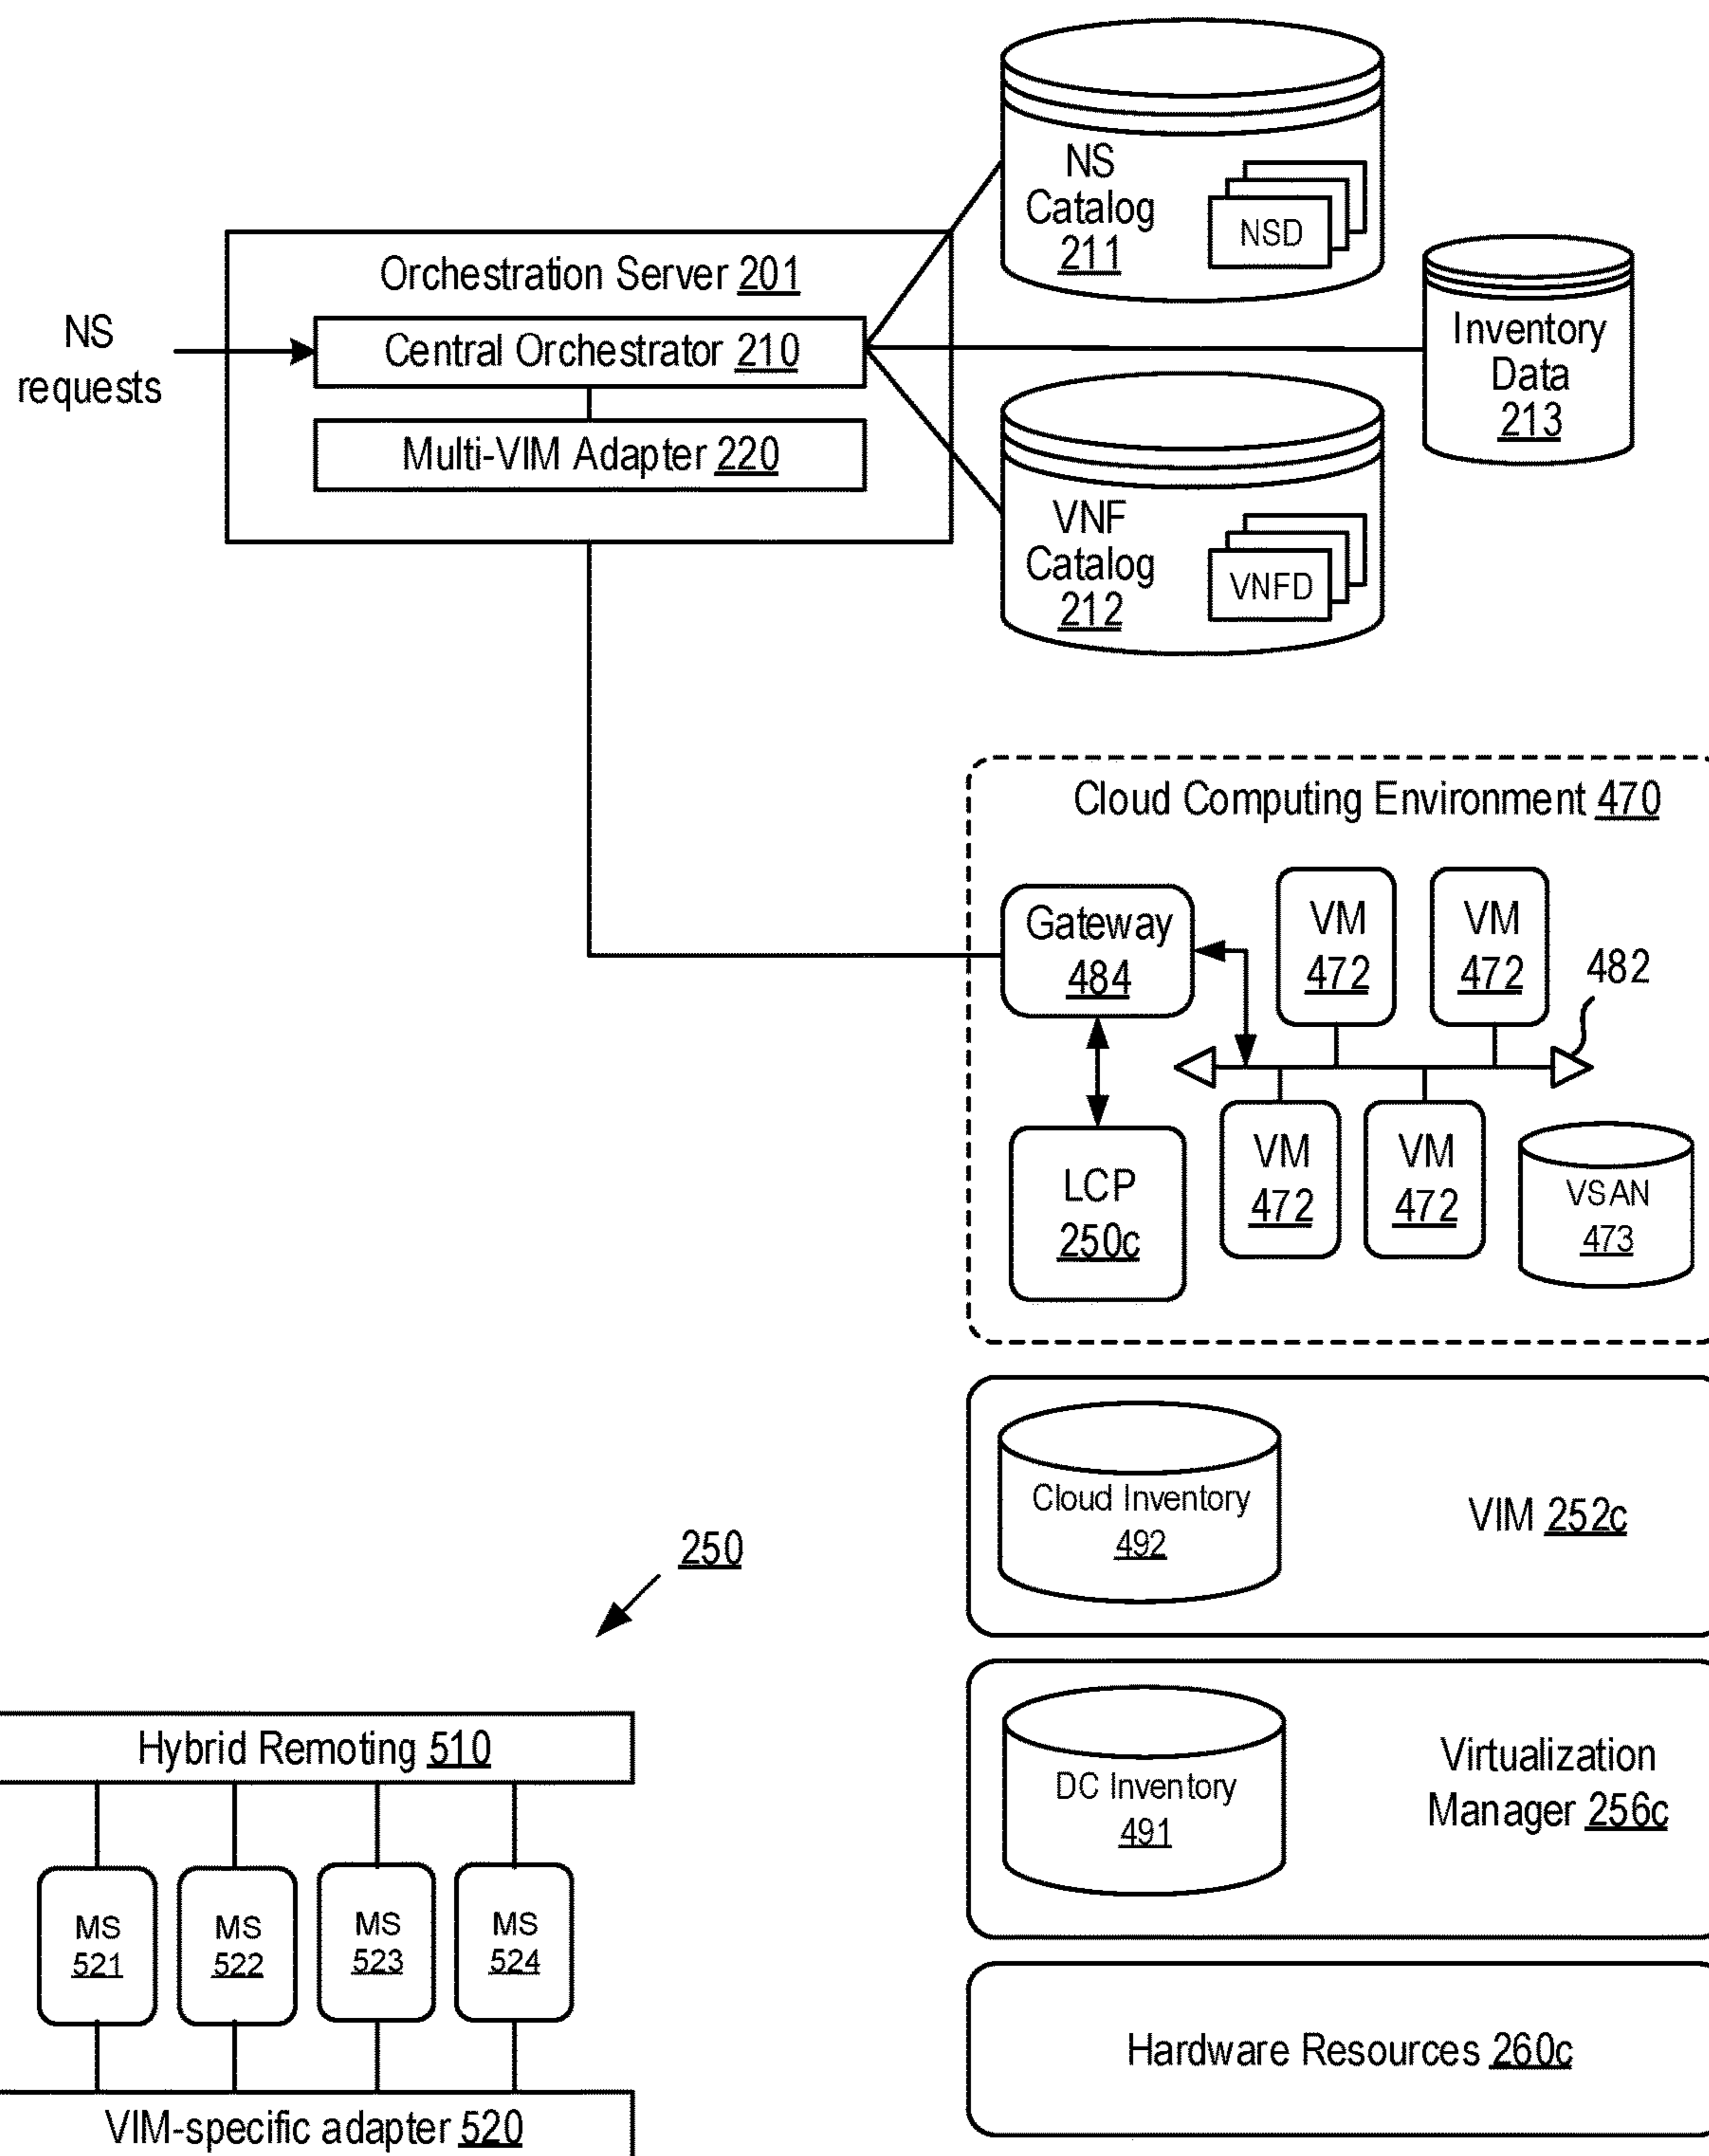 NS
Catalog
211
NSD
Orchestration Server 201
NS
requests
Central Orchestrator 210
Multi-VIM Adapter 220
Inventory
Data
213
VNF
Catalog
212
VNFD
Cloud Computing Environment 470
Gateway
484
VM
472
VM
472
482
LCP
250c
VM
472
VM
472
VSAN
473
Cloud Inventory
492
VIM 252c
250
Hybrid Remoting 510
DC Inventory
491
Virtualization
Manager 256c
MS
521
MS
522
MS
523
MS
524
Hardware Resources 260c
VIM-specific adapter 520